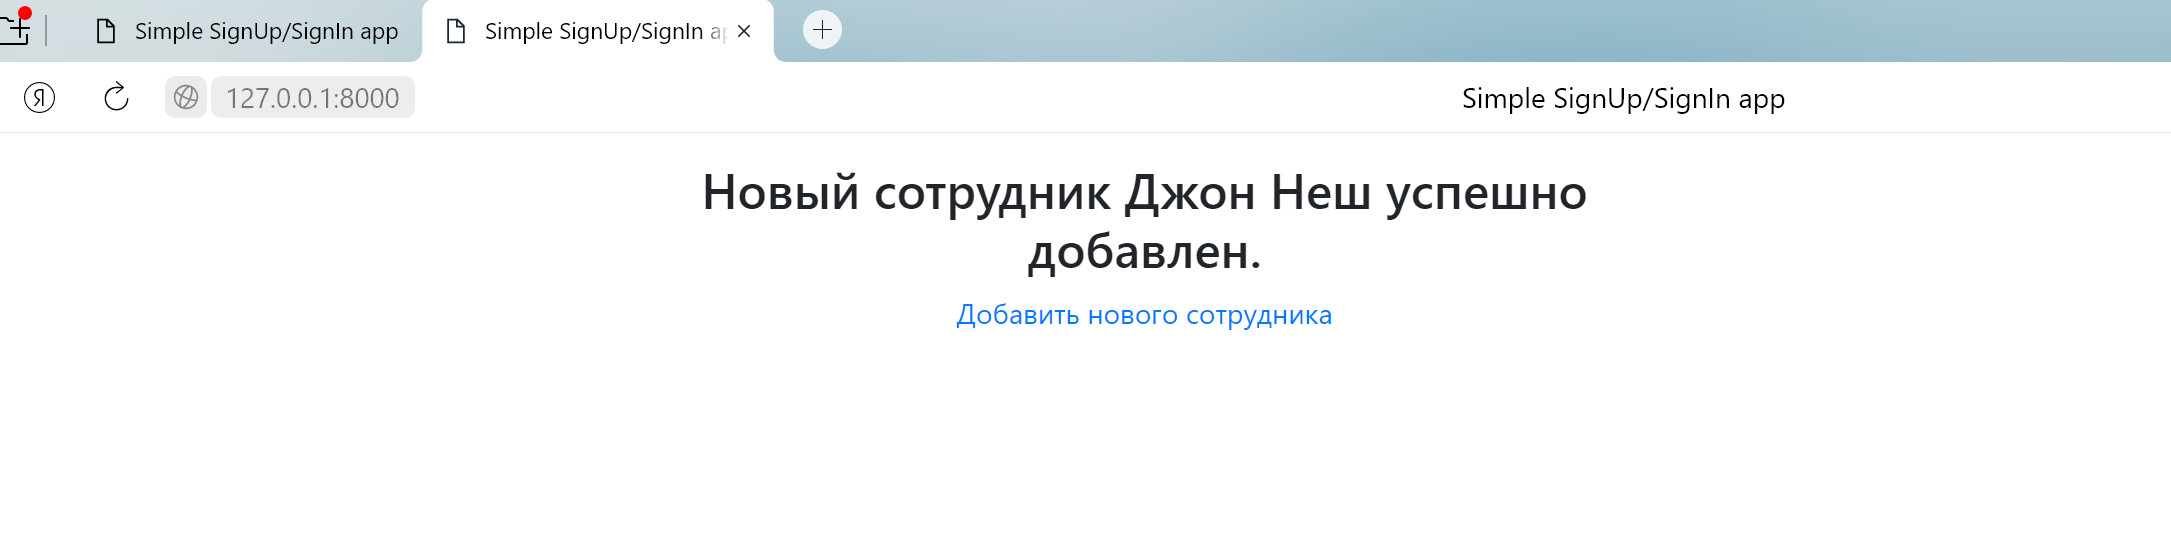 Simple SignUp/SignIn app
Simple SignUp/SignIn ap
Я
127.0.0.1:8000
Simple SignUp/SignIn app
Новый сотрудник Джон Неш успешно
добавлен.
Добавить нового сотрудника